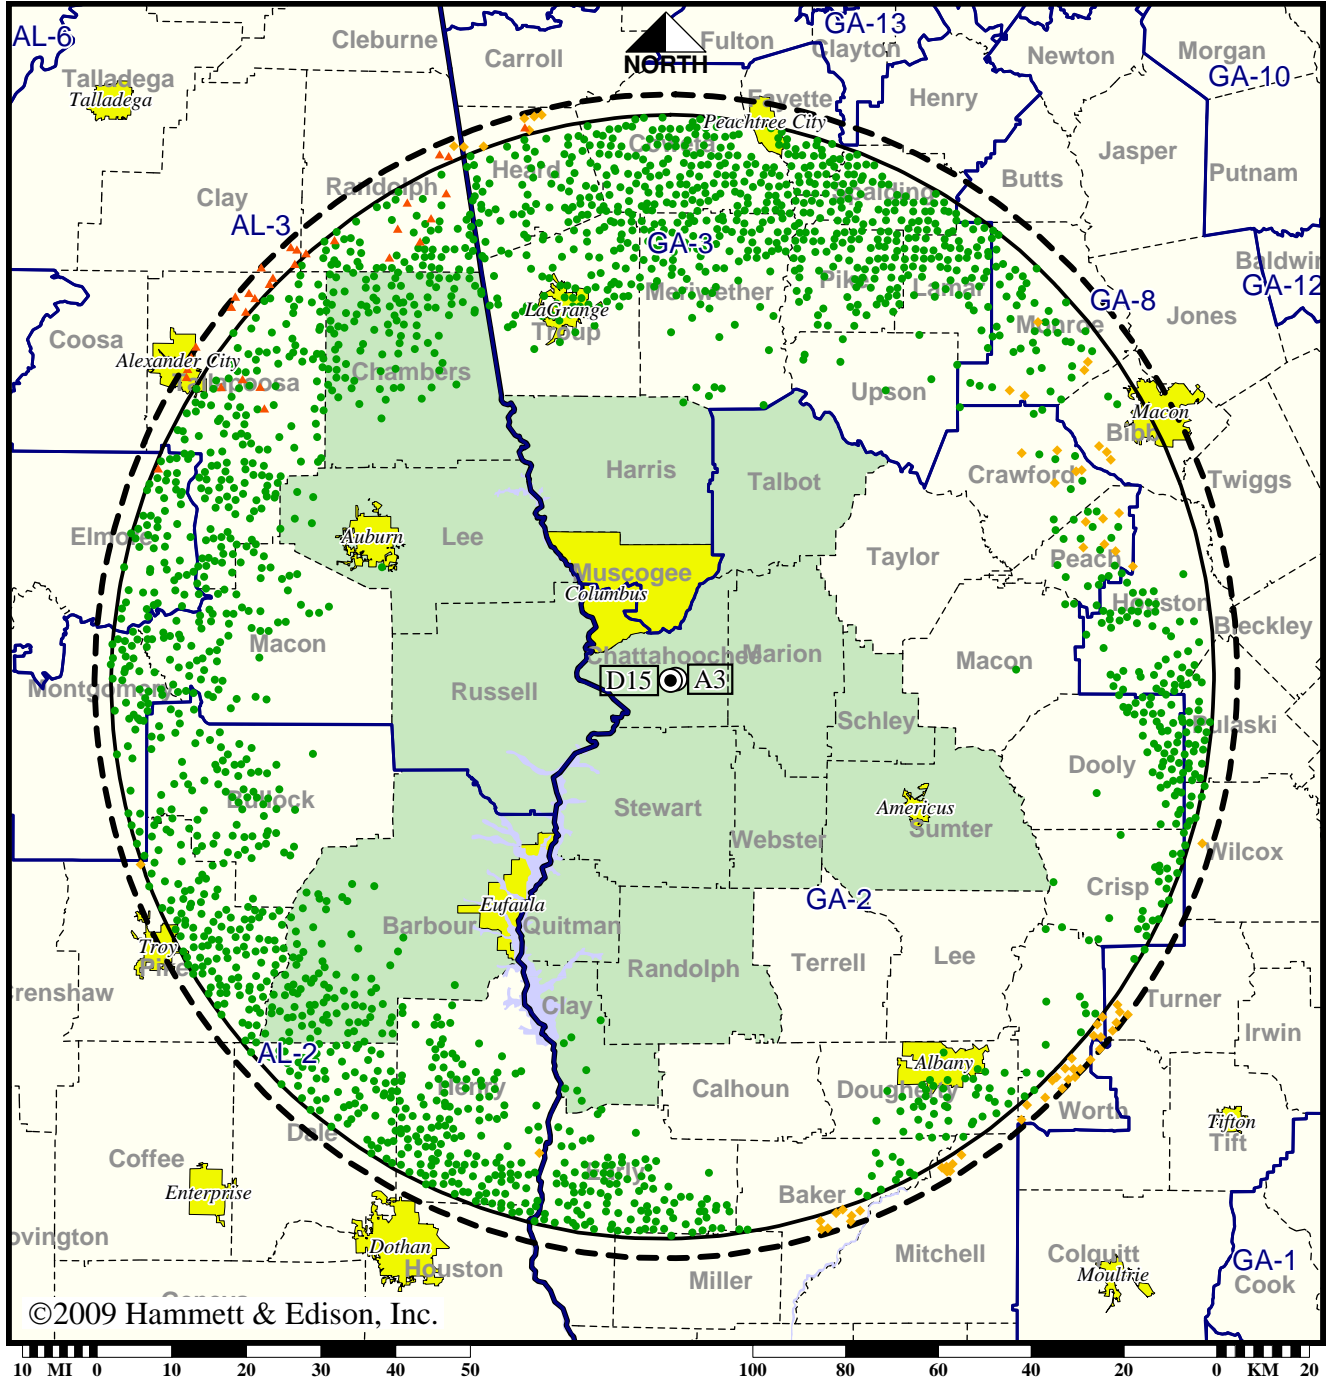 AL-6
Cleburne
Carroll
NORTH
Fulton
GA-13
Clayton
Newton
Morgan
GA-10
Talladega
Talladega
Fayette
Henry
Peachtree City
Coweta
Jasper
Putnam
Heard
Butts
Randolph
Clay
Spalding
AL-3
GA-3
Baldwin
GA-12
Pike
Lamar
Meriwether
GA-8
LaGrange
Troup
Monroe
Jones
Coosa
Alexander City
Tallapoosa
Chambers
Upson
Macon
Bibb
Harris
Talbot
Crawford
Twiggs
Elmore
Auburn
Lee
Taylor
Peach
Muscogee
Columbus
Houston
Bleckley
Macon
Chattahoochee
Marion
Macon
Montgomery
Russell
D15
A3
Schley
Pulaski
Dooly
Bullock
Stewart
Americus
Sumter
Webster
Wilcox
Crisp
GA-2
Eufaula
Barbour
Quitman
Troy
Pike
Randolph
Terrell
Lee
renshaw
Clay
Turner
Irwin
AL-2
Albany
Henry
Calhoun
Dougherty
Worth
Tifton
Tift
Dale
Coffee
Early
Enterprise
Baker
ovington
Dothan
Houston
Mitchell
Colquitt
Moultrie
GA-1
Cook
Miller
Geneva
©2009 Hammett & Edison, Inc.
10 MI 0 10 20 30 40 50 100 80 60 40 20 0 KM 20